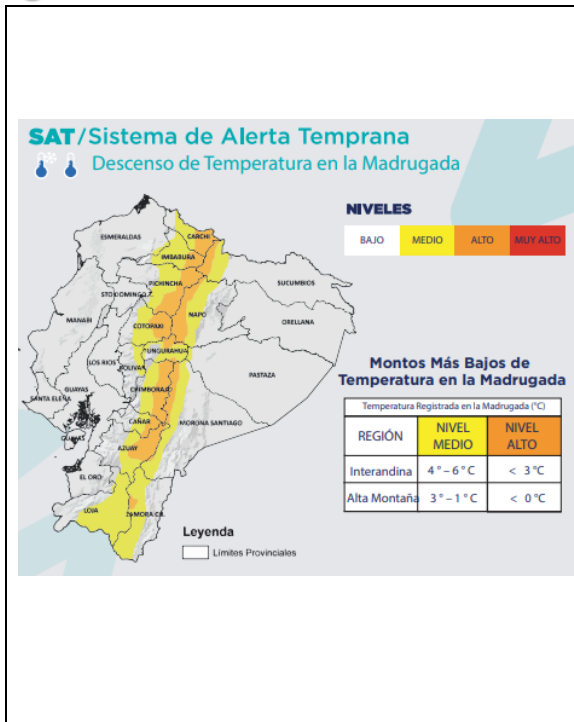 SAT/Sistema de Alerta Temprana
Descenso de Temperatura en la Madrugada
NIVELES
BAJO MEDIO ALTO MUY ALTO
ESMERALDAS
CARCHI
IMBABURA
PICHINCHA
SUCUMBIOS
STO DOMINGO T.
NAPO
ORELLANA
MANABI
COTOPAXI
TUNGURAHUA
LOS RIOS
BOLIVAR
PASTAZA
GUAYAS
CHIMBORAZO
SANTA ELENA
CAÑAR
MORONA SANTIAGO
GUAYAS
AZUAY
EL ORO
LOJA
ZAMORA CH.
Montos Más Bajos de
Temperatura en la Madrugada
Temperatura Registrada en la Madrugada (°C)
REGIÓN NIVEL MEDIO NIVEL ALTO
Interandina 4° – 6° C < 3 °C
Alta Montaña 3° – 1° C < 0°C
Leyenda
Límites Provinciales